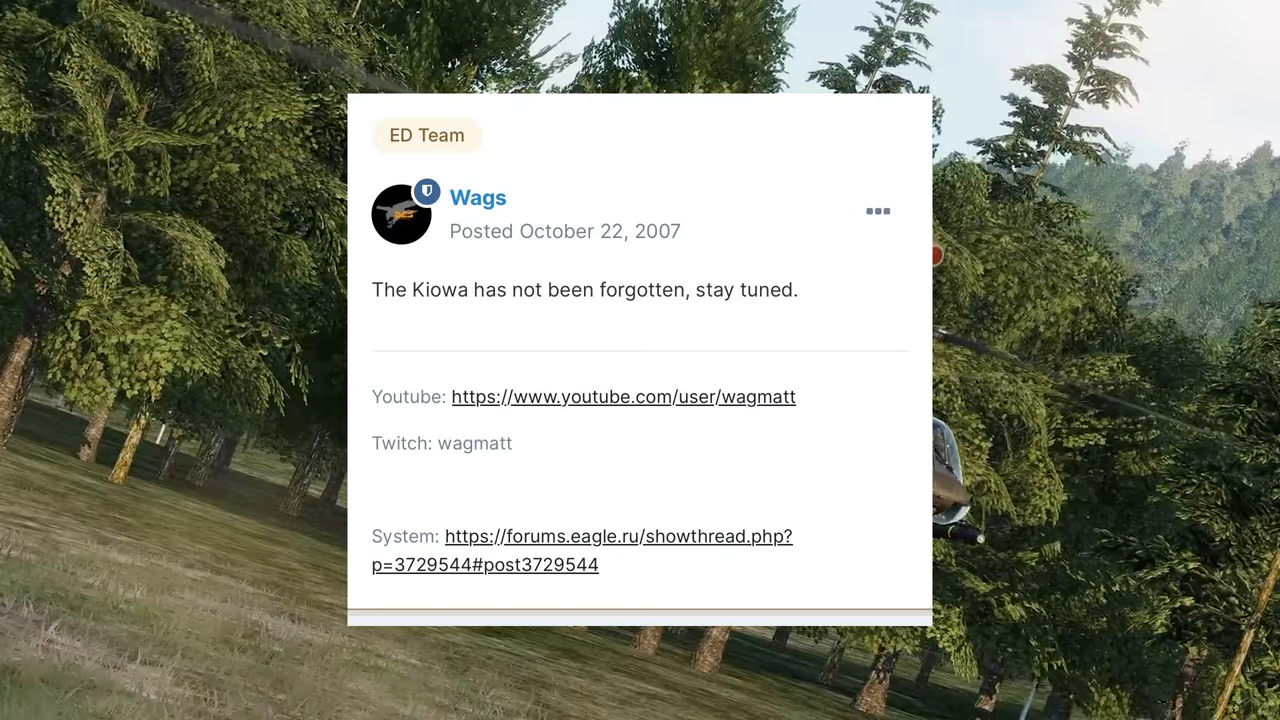 ED Team
Wags
Posted October 22, 2007
The Kiowa has not been forgotten, stay tuned.
Youtube: https://www.youtube.com/user/wagmatt
Twitch: wagmatt
System: https://forums.eagle.ru/showthread.php?
p=3729544#post3729544